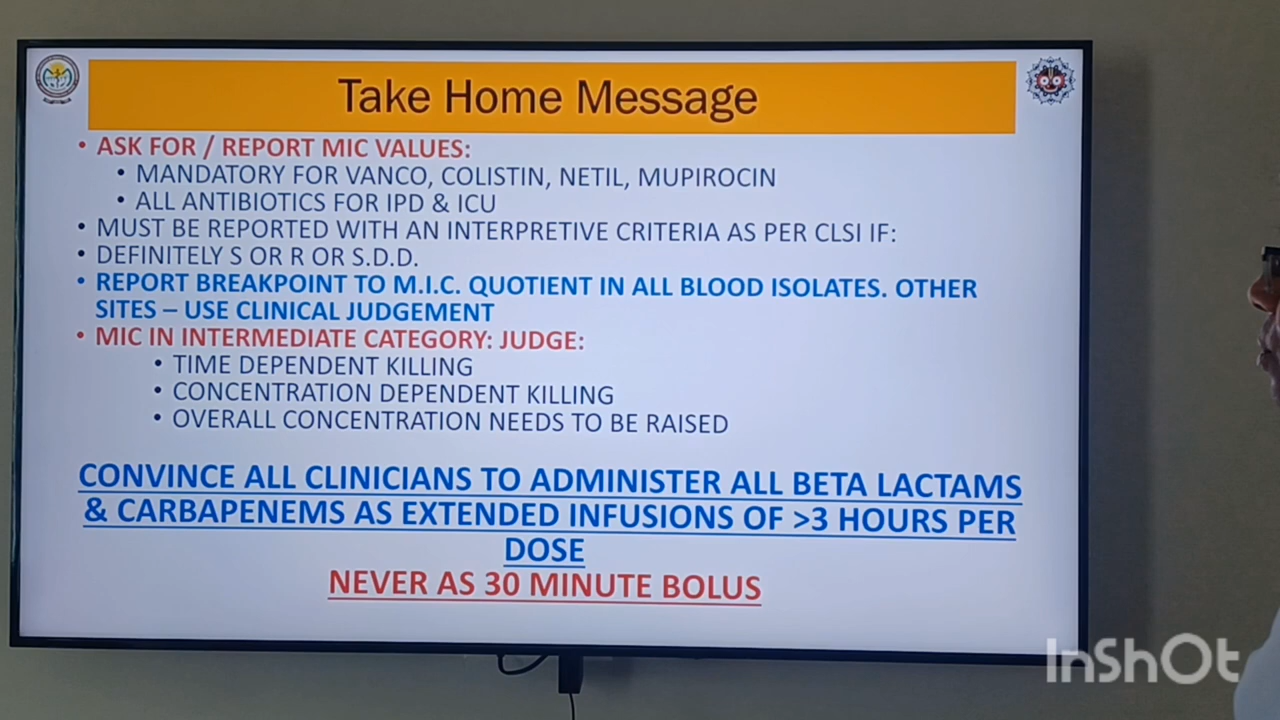 Take Home Message
• ASK FOR / REPORT MIC VALUES:
• MANDATORY FOR VANCO, COLISTIN, NETIL, MUPIROCIN
• ALL ANTIBIOTICS FOR IPD & ICU
• MUST BE REPORTED WITH AN INTERPRETIVE CRITERIA AS PER CLSI IF:
• DEFINITELY S OR R OR S.D.D.
• REPORT BREAKPOINT TO M.I.C. QUOTIENT IN ALL BLOOD ISOLATES. OTHER
SITES – USE CLINICAL JUDGEMENT
• MIC IN INTERMEDIATE CATEGORY: JUDGE:
• TIME DEPENDENT KILLING
• CONCENTRATION DEPENDENT KILLING
• OVERALL CONCENTRATION NEEDS TO BE RAISED
CONVINCE ALL CLINICIANS TO ADMINISTER ALL BETA LACTAMS
& CARBAPENEMS AS EXTENDED INFUSIONS OF >3 HOURS PER
DOSE
NEVER AS 30 MINUTE BOLUS
InShOt